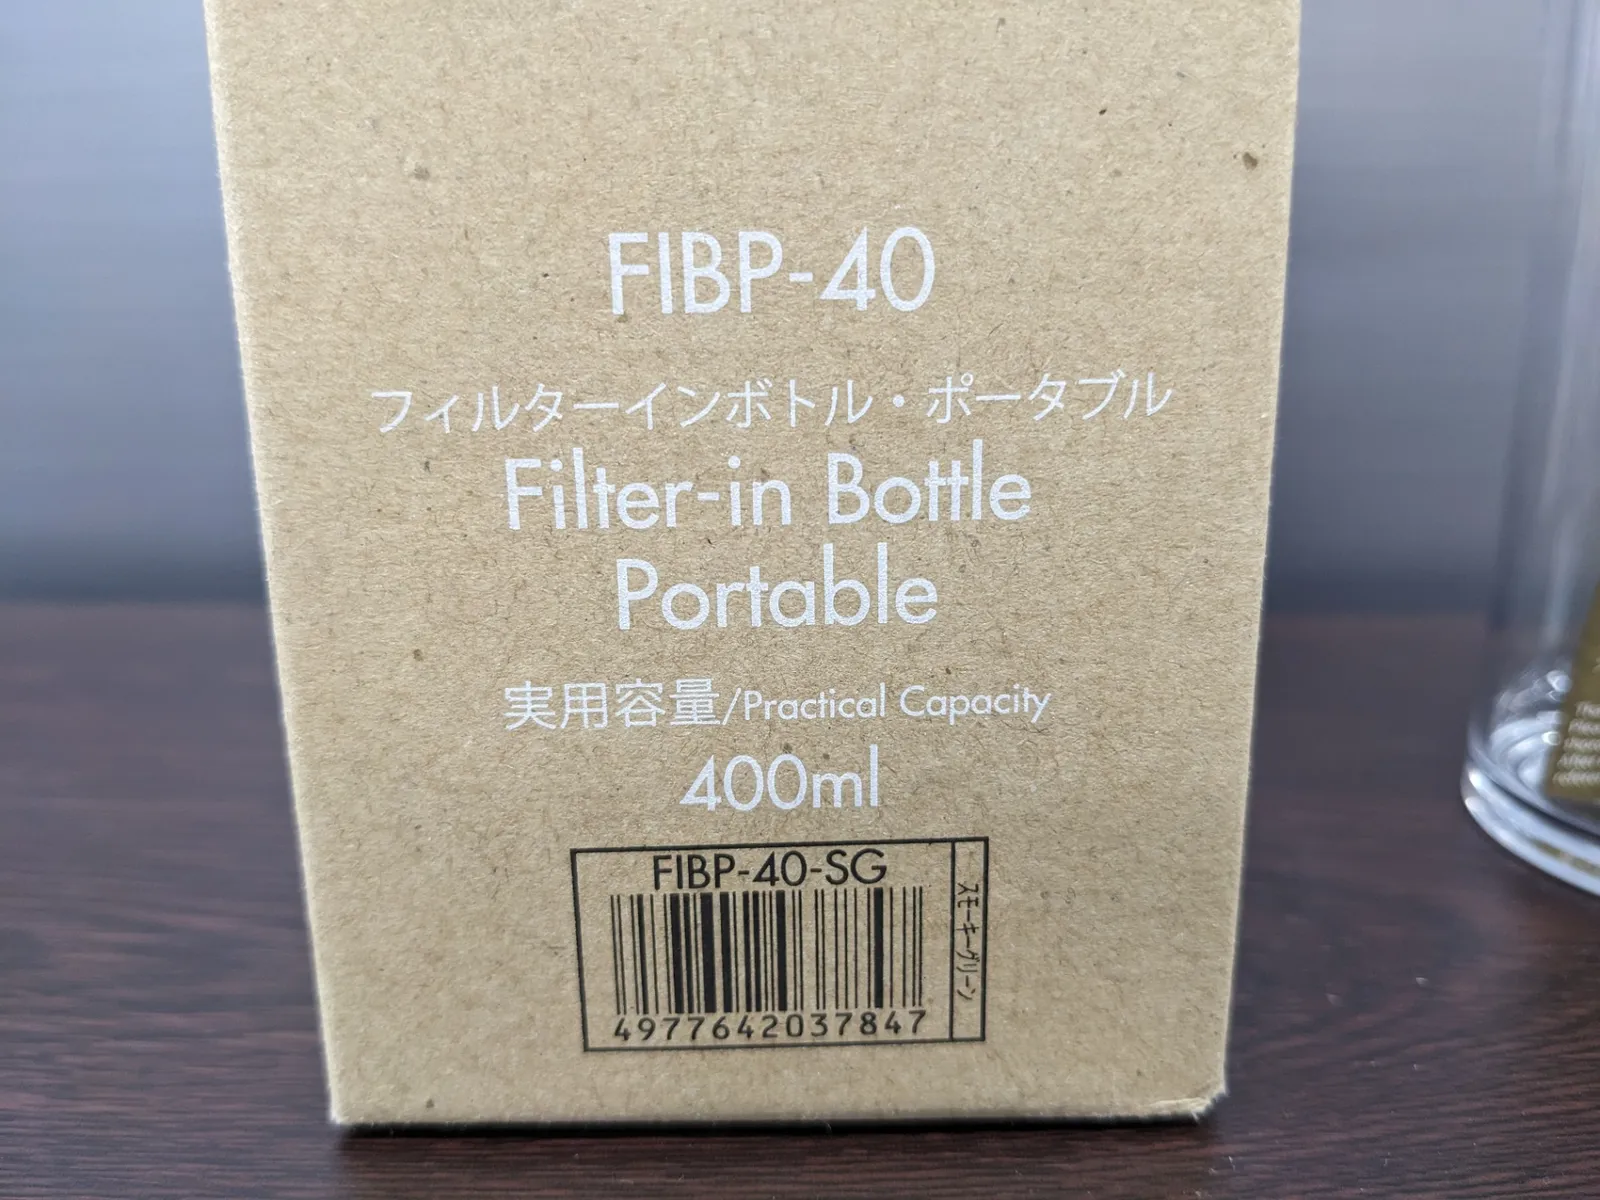 FIBP-40
フィルターインボトル・ポータブル
Filter-in Bottle
Portable
実用容量/Practical Capacity
400ml
FIBP-40-SG
スモーキーグリーン
4977642037847